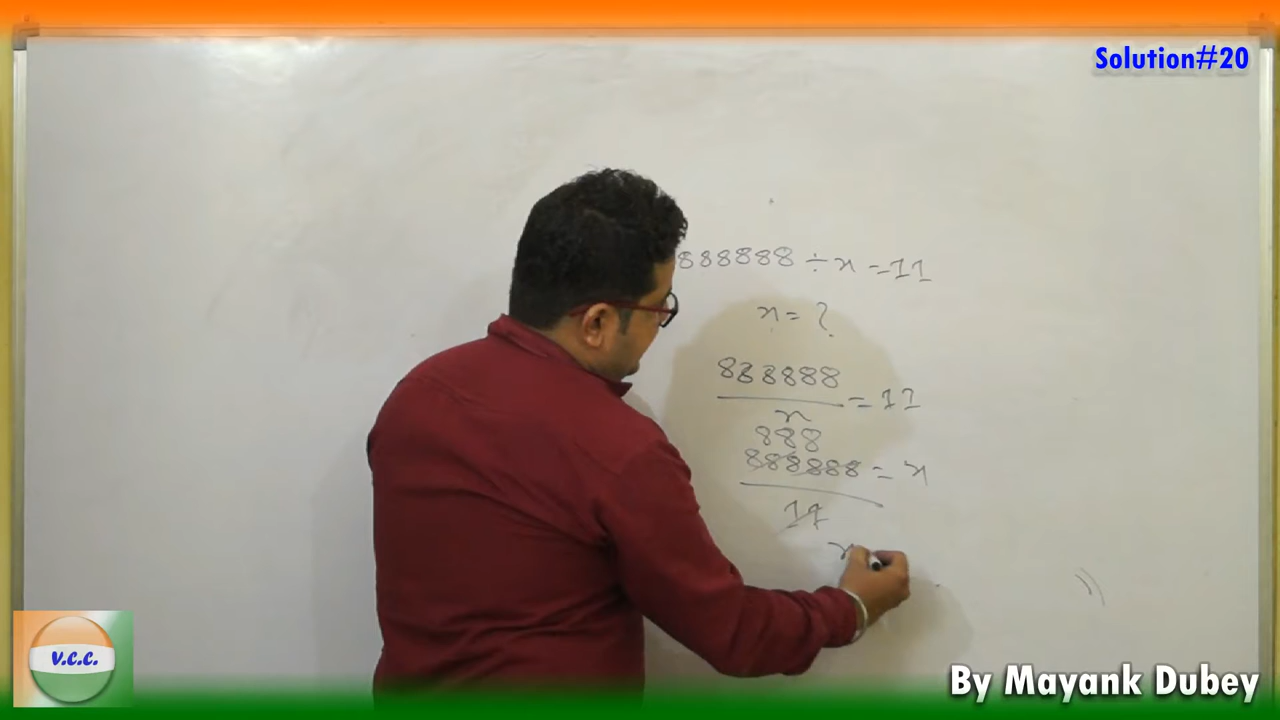 Solution#20
888888 ÷ x = 11
x = ?
888888
x
= 11
888
888888 = x
11
x
V.C.C.
By Mayank Dubey